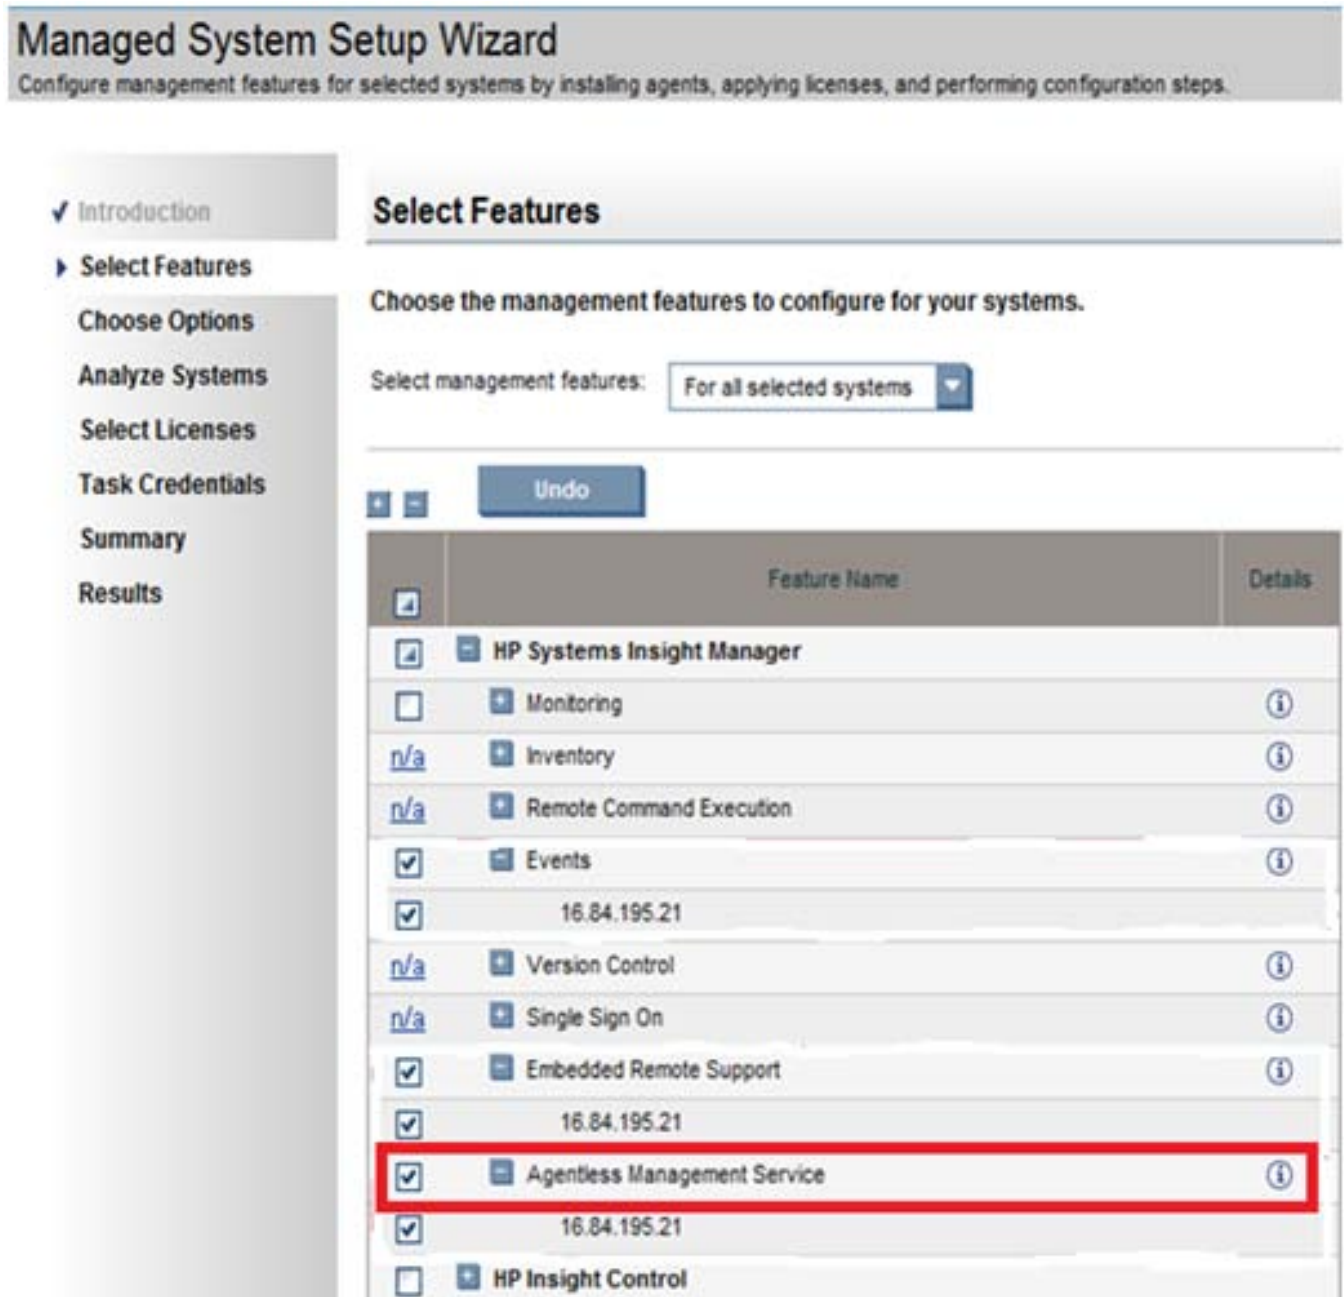 Managed System Setup Wizard
Configure management features for selected systems by installing agents, applying licenses, and performing configuration steps.
Introduction
Select Features
Choose Options
Analyze Systems
Select Licenses
Task Credentials
Summary
Results
Select Features
Choose the management features to configure for your systems.
Select management features: For all selected systems
Undo
Feature Name Details
HP Systems Insight Manager
Monitoring
n/a Inventory
n/a Remote Command Execution
Events
16.84.195.21
n/a Version Control
n/a Single Sign On
Embedded Remote Support
16.84.195.21
Agentless Management Service
16.84.195.21
HP Insight Control